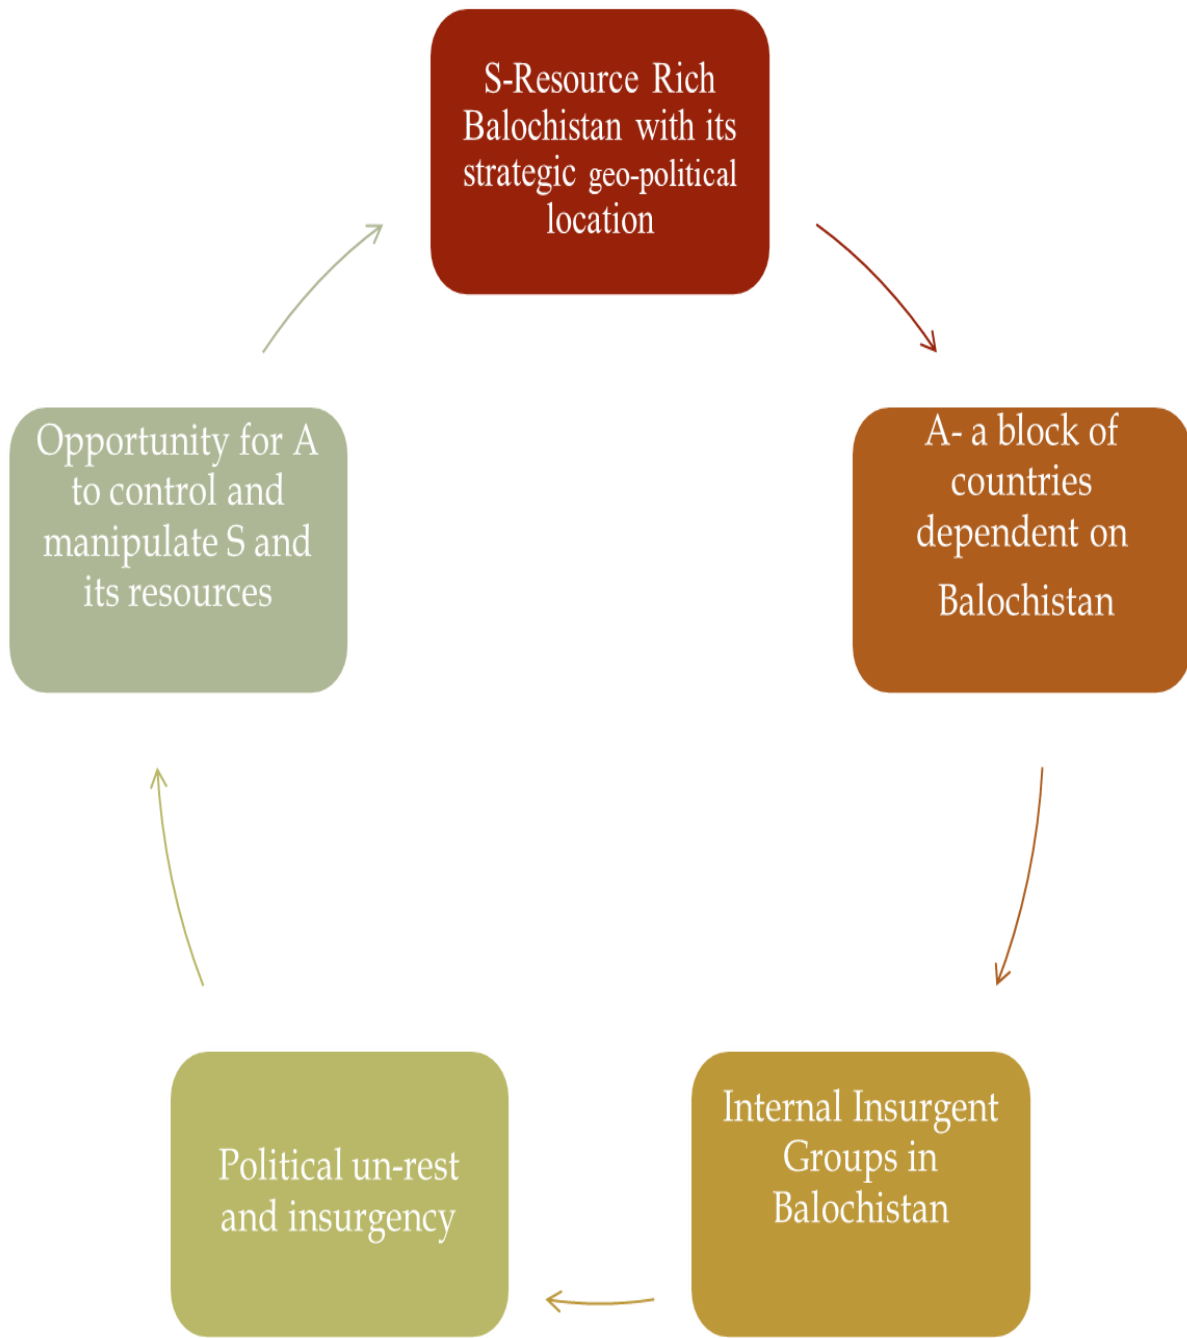 S-Resource Rich
Balochistan with its
strategic geo-political
location
A- a block of
countries
dependent on
Balochistan
Internal Insurgent
Groups in
Balochistan
Political un-rest
and insurgency
Opportunity for A
to control and
manipulate S and
its resources